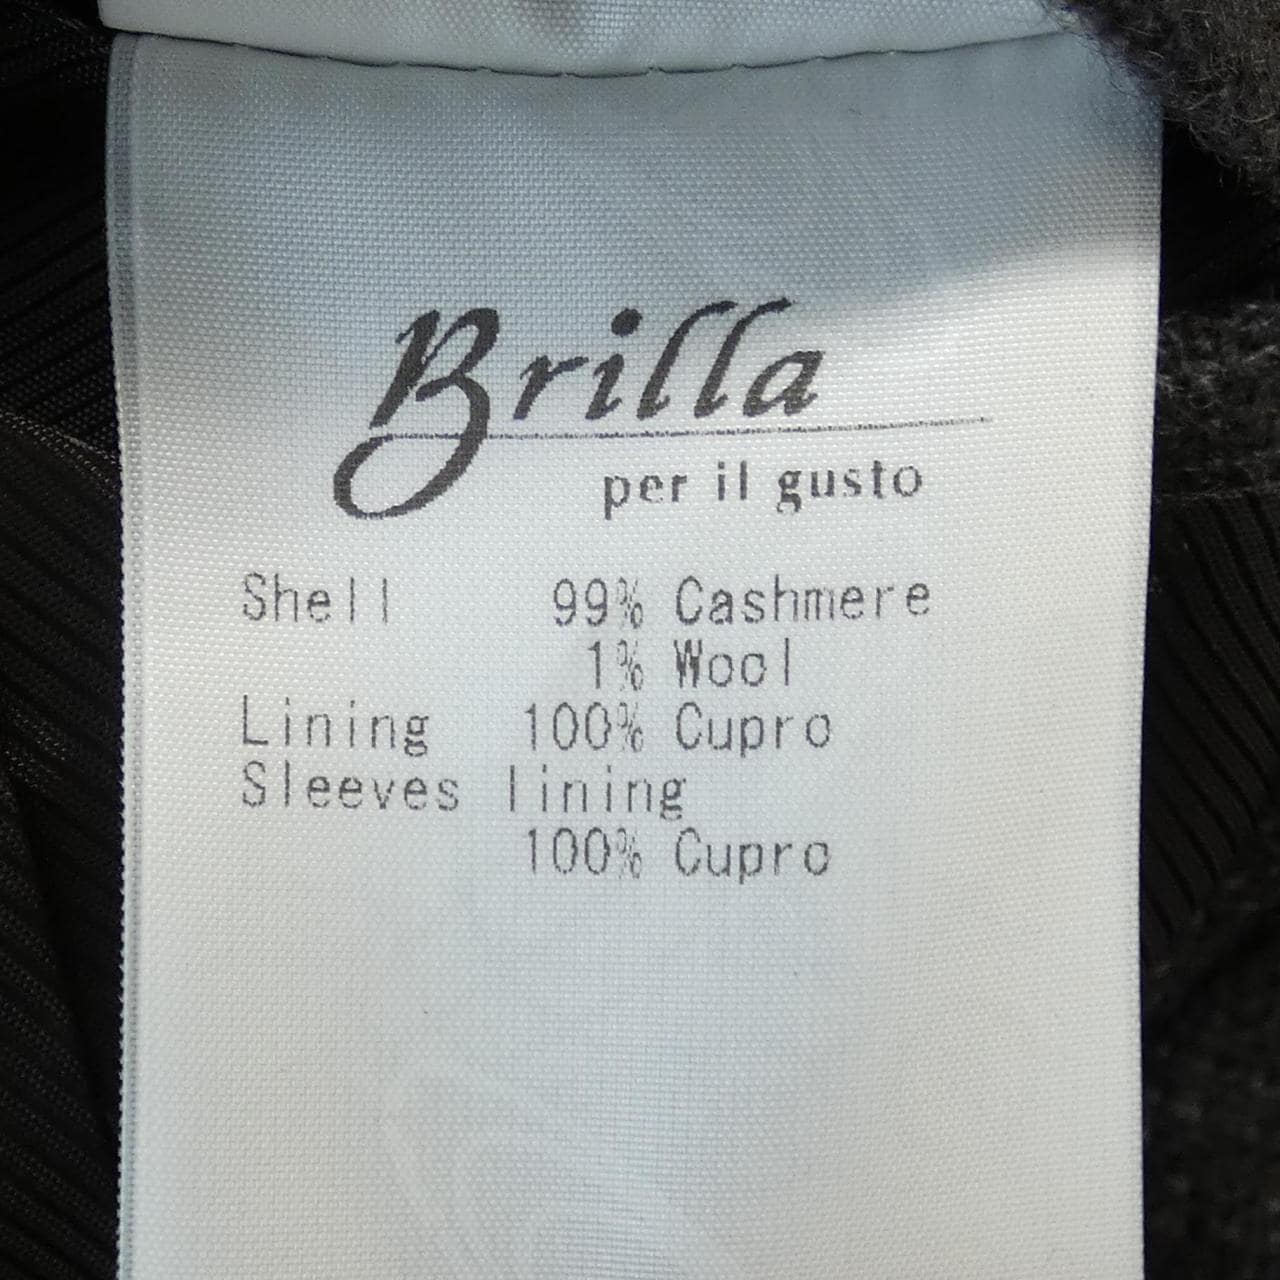 Brilla
per il gusto
Shell 99% Cashmere
1% Wool
Lining 100% Cupro
Sleeves lining
100% Cupro